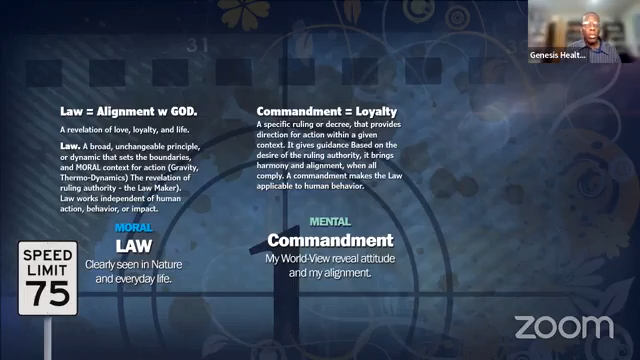 Genesis Healt...
31
Law = Alignment w GOD.
A revelation of love, loyalty, and life.
Law. A broad, unchangeable principle,
or dynamic that sets the boundaries,
and MORAL context for action (Gravity,
Thermo-Dynamics) The revelation of
ruling authority - the Law Maker).
Law works independent of human
action, behavior, or impact.
MORAL
LAW
Clearly seen in Nature
and everyday life.
Commandment = Loyalty
A specific ruling or decree, that provides
direction for action within a given
context. It gives guidance Based on the
desire of the ruling authority, it brings
harmony and alignment, when all
comply. A commandment makes the Law
applicable to human behavior.
MENTAL
Commandment
My World-View reveal attitude
and my alignment.
SPEED
LIMIT
75
1
zoom